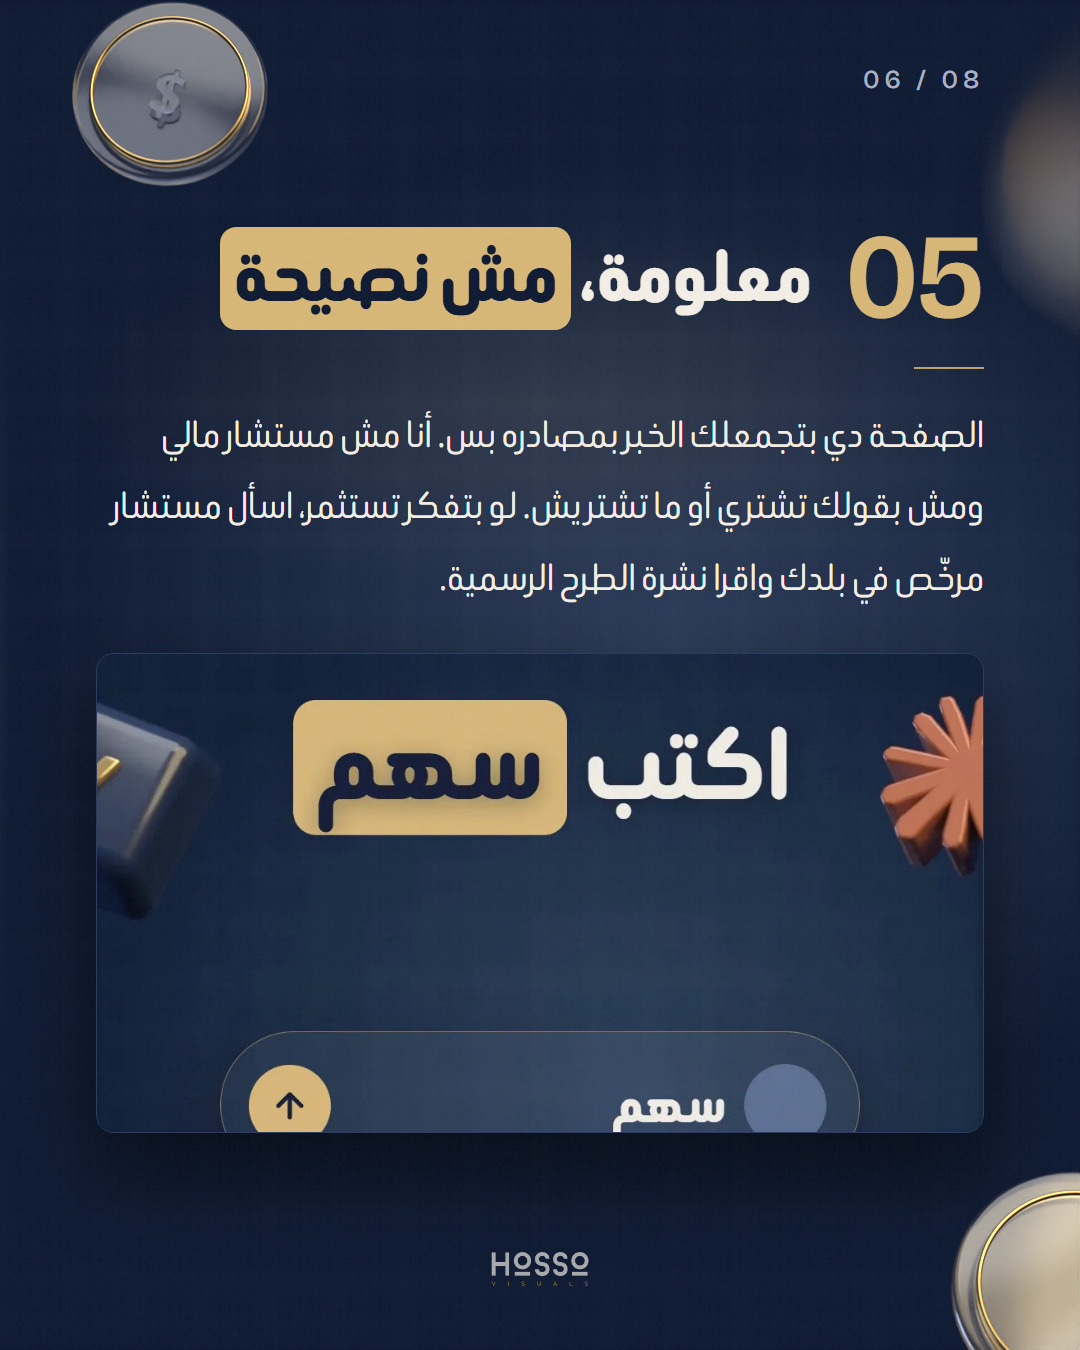 06 / 08
$
05 معلومة، مش نصيحة
الصفحة دي بتجمعلك الخبر بمصادره بس. أنا مش مستشار مالي
ومش بقولك تشتري أو ما تشتريش. لو بتفكر تستثمر، اسأل مستشار
مرخّص في بلدك واقرا نشرة الطرح الرسمية.
اكتب سهم
سهم
HOSSO
VISUALS